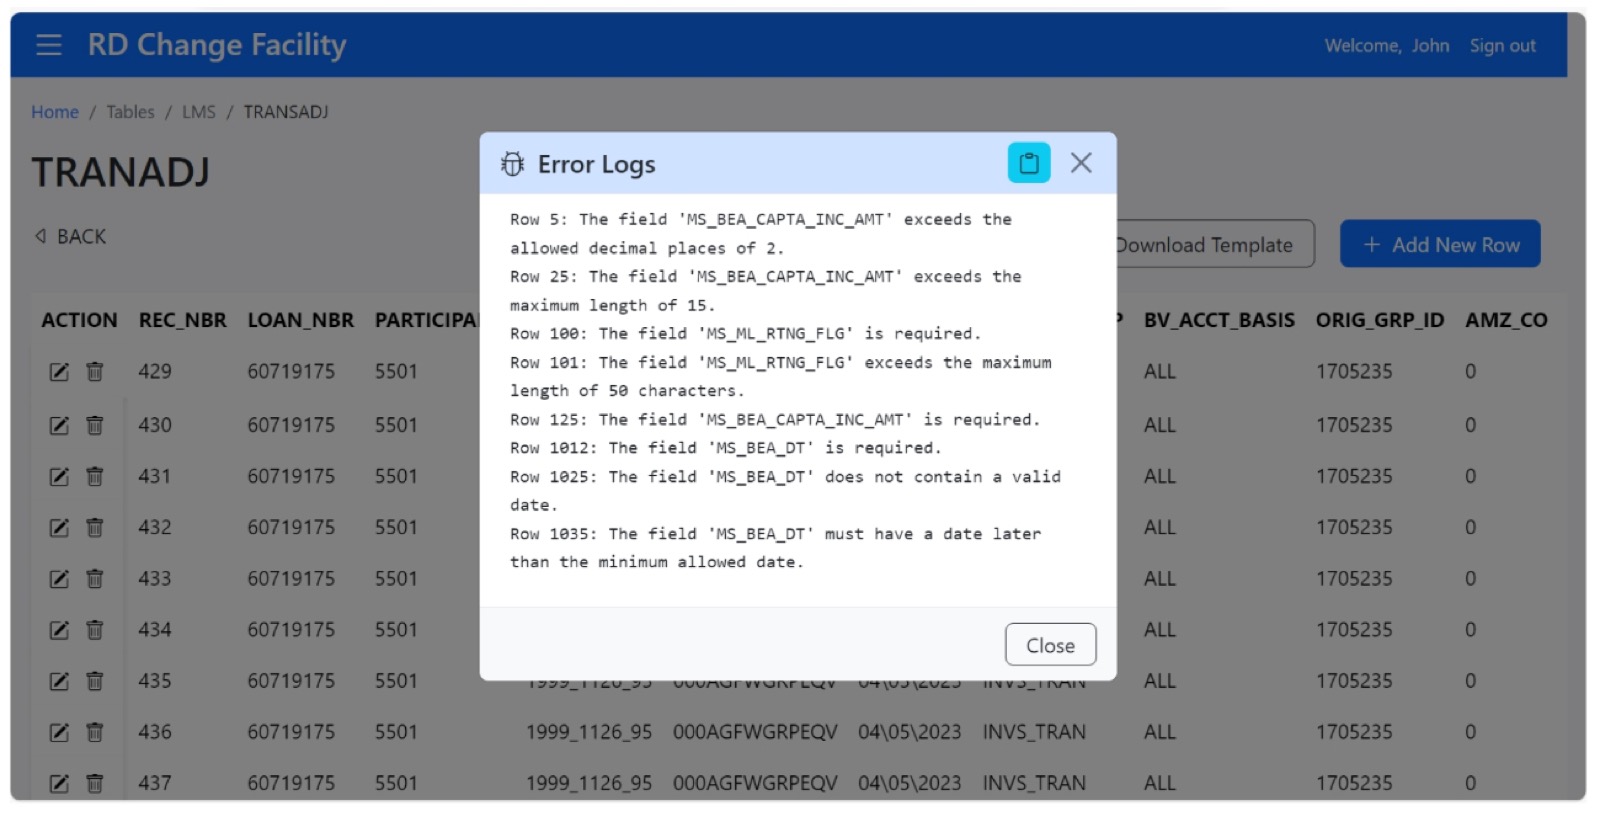 RD Change Facility
Welcome, John Sign out
Home / Tables / LMS / TRANSADJ
TRANADJ
BACK
Error Logs
Row 5: The field 'MS_BEA_CAPTA_INC_AMT' exceeds the
allowed decimal places of 2.
Row 25: The field 'MS_BEA_CAPTA_INC_AMT' exceeds the
maximum length of 15.
Row 100: The field 'MS_ML_RTNG_FLG' is required.
Row 101: The field 'MS_ML_RTNG_FLG' exceeds the maximum
length of 50 characters.
Row 125: The field 'MS_BEA_CAPTA_INC_AMT' is required.
Row 1012: The field 'MS_BEA_DT' is required.
Row 1025: The field 'MS_BEA_DT' does not contain a valid
date.
Row 1035: The field 'MS_BEA_DT' must have a date later
than the minimum allowed date.
Close
Download Template
+ Add New Row
ACTION REC_NBR LOAN_NBR PARTICIPA BV_ACCT_BASIS ORIG_GRP_ID AMZ_CO
429 60719175 5501 ALL 1705235 0
430 60719175 5501 ALL 1705235 0
431 60719175 5501 ALL 1705235 0
432 60719175 5501 ALL 1705235 0
433 60719175 5501 ALL 1705235 0
434 60719175 5501 ALL 1705235 0
435 60719175 5501 1999_1126_95 000AGFWGRPEQV 04\05\2023 INVS_TRAN ALL 1705235 0
436 60719175 5501 1999_1126_95 000AGFWGRPEQV 04\05\2023 INVS_TRAN ALL 1705235 0
437 60719175 5501 1999_1126_95 000AGFWGRPEQV 04\05\2023 INVS_TRAN ALL 1705235 0